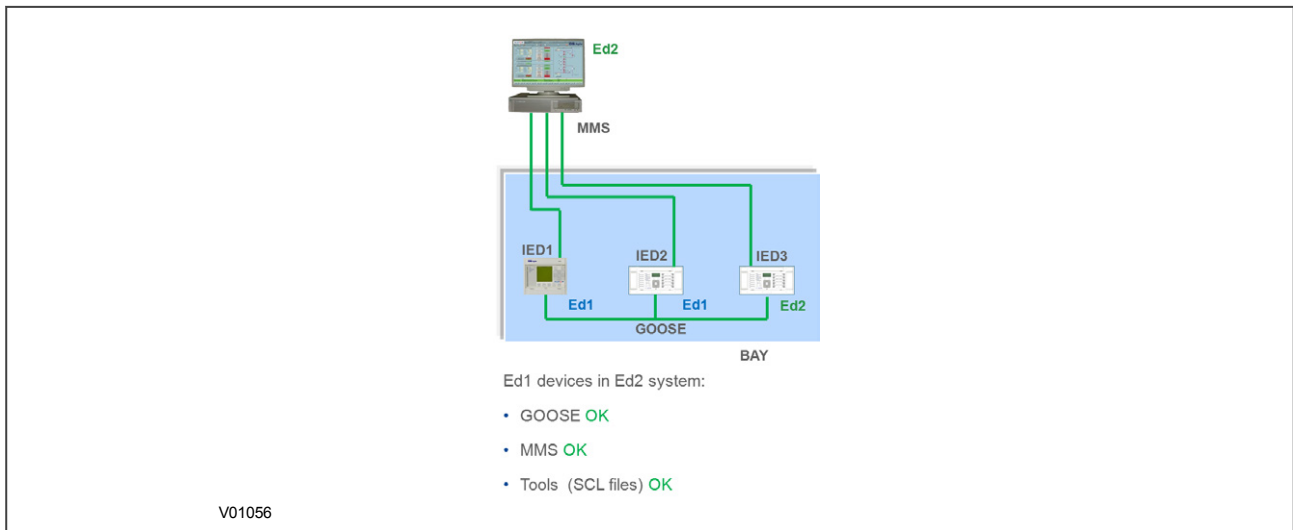 Ed2
MMS
IED1
IED2
IED3
Ed1
Ed1
Ed2
GOOSE
BAY
Ed1 devices in Ed2 system:
• GOOSE OK
• MMS OK
• Tools (SCL files) OK
V01056